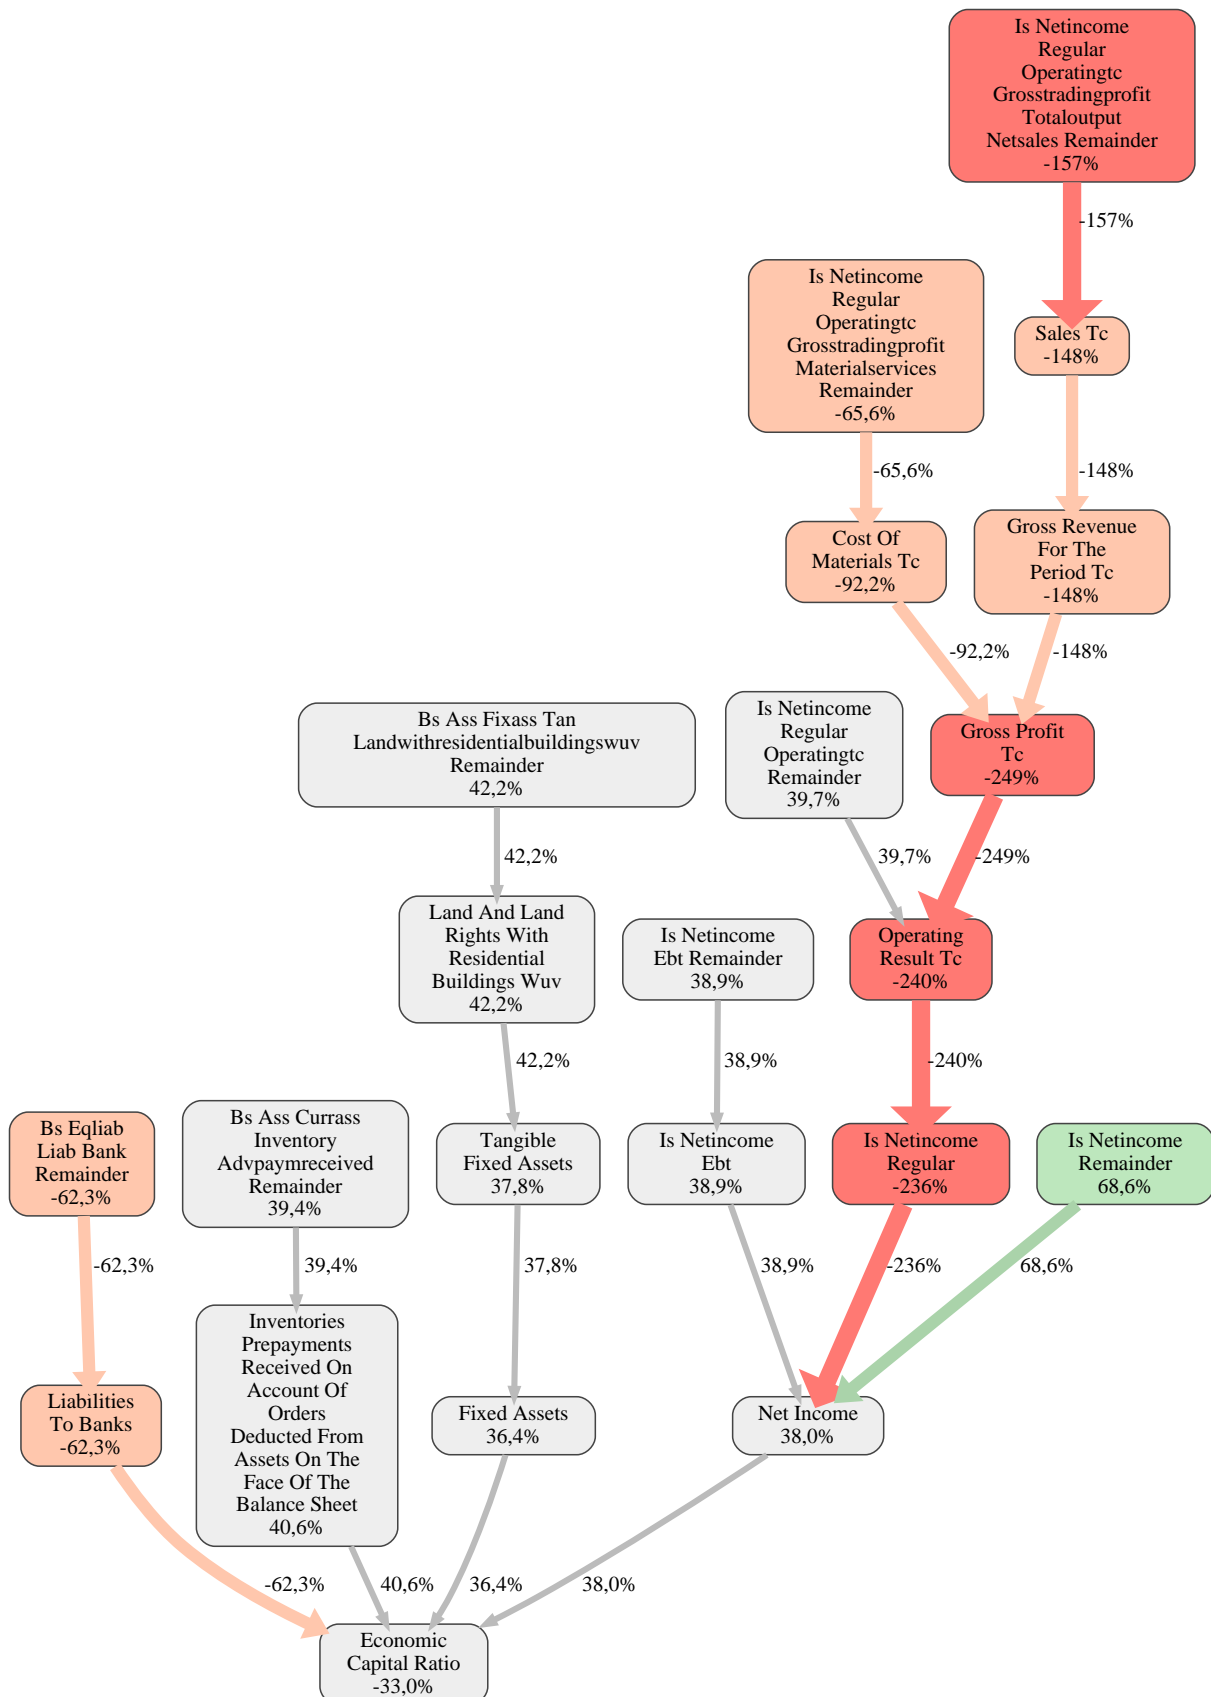 Is Netincome
Regular
Operatingtc
Grosstradingprofit
Totaloutput
Netsales Remainder
-157%
-157%
Is Netincome
Regular
Operatingtc
Grosstradingprofit
Materialservices
Remainder
-65,6%
Sales Tc
-148%
-65,6%
-148%
Cost Of
Materials Tc
-92,2%
Gross Revenue
For The
Period Tc
-148%
-92,2%
-148%
Bs Ass Fixass Tan
Landwithresidentialbuildingswuv
Remainder
42,2%
Is Netincome
Regular
Operatingtc
Remainder
39,7%
Gross Profit
Tc
-249%
42,2%
39,7%
-249%
Land And Land
Rights With
Residential
Buildings Wuv
42,2%
Is Netincome
Ebt Remainder
38,9%
Operating
Result Tc
-240%
42,2%
38,9%
-240%
Bs Eqliab
Liab Bank
Remainder
-62,3%
Bs Ass Currass
Inventory
Advpaymreceived
Remainder
39,4%
Tangible
Fixed Assets
37,8%
Is Netincome
Ebt
38,9%
Is Netincome
Regular
-236%
Is Netincome
Remainder
68,6%
-62,3%
39,4%
37,8%
38,9%
-236%
68,6%
Liabilities
To Banks
-62,3%
Inventories
Prepayments
Received On
Account Of
Orders
Deducted From
Assets On The
Face Of The
Balance Sheet
40,6%
Fixed Assets
36,4%
Net Income
38,0%
-62,3%
40,6%
36,4%
38,0%
Economic
Capital Ratio
-33,0%